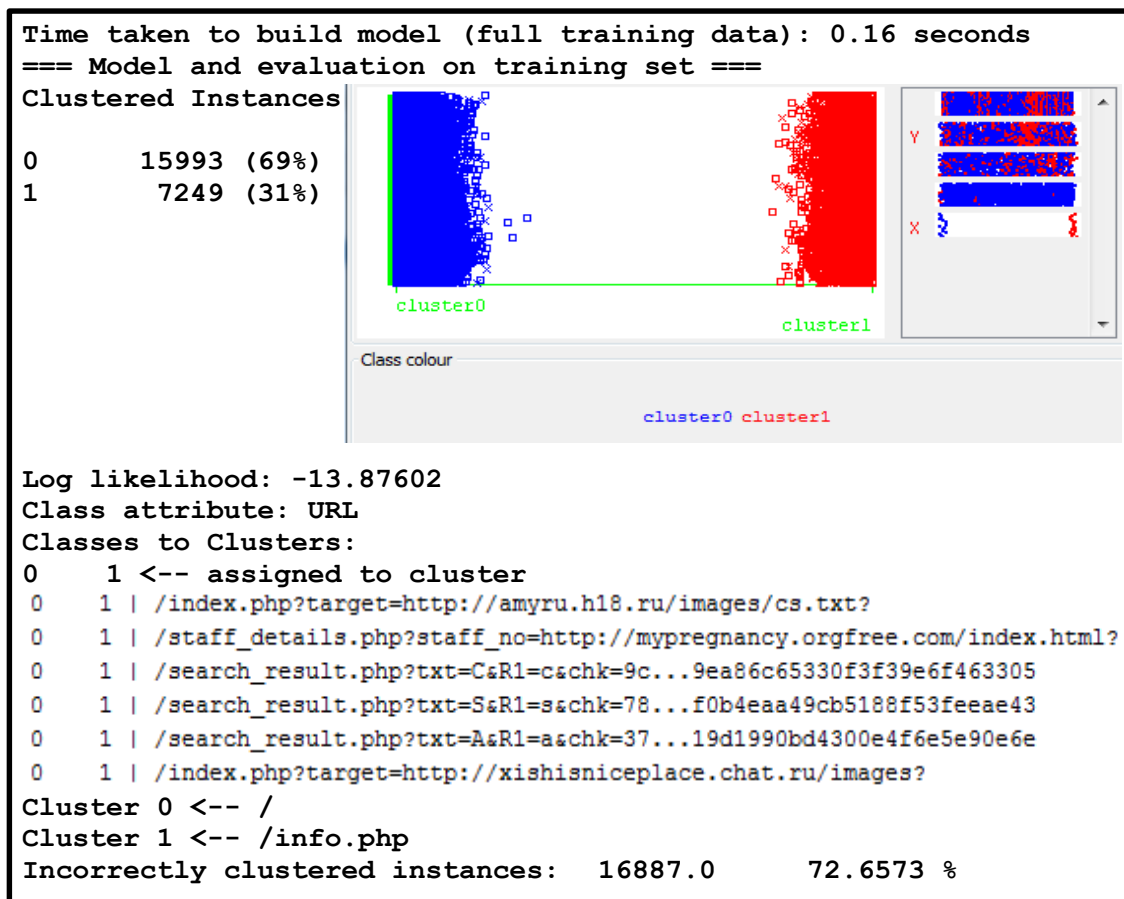 Time taken to build model (full training data): 0.16 seconds
=== Model and evaluation on training set ===
Clustered Instances
0 15993 (69%)
1 7249 (31%)
Y
X
cluster0
cluster1
Class colour
cluster0 cluster1
Log likelihood: -13.87602
Class attribute: URL
Classes to Clusters:
0 1 <-- assigned to cluster
0 1 | /index.php?target=http://amyru.h18.ru/images/cs.txt?
0 1 | /staff_details.php?staff_no=http://mypregnancy.orgfree.com/index.html?
0 1 | /search_result.php?txt=C&R1=c&chk=9c...9ea86c65330f3f39e6f463305
0 1 | /search_result.php?txt=S&R1=s&chk=78...f0b4eaa49cb5188f53feeae43
0 1 | /search_result.php?txt=A&R1=a&chk=37...19d1990bd4300e4f6e5e90e6e
0 1 | /index.php?target=http://xishisniceplace.chat.ru/images?
Cluster 0 <-- /
Cluster 1 <-- /info.php
Incorrectly clustered instances: 16887.0 72.6573 %